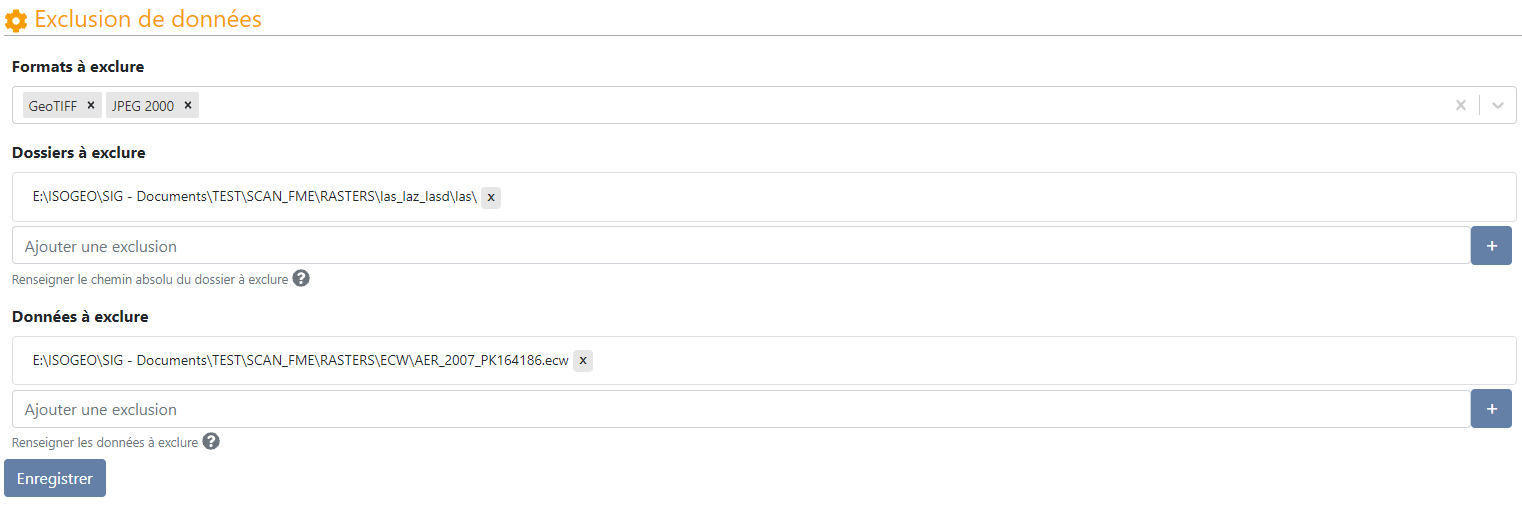 Exclusion de données
Formats à exclure
GeoTIFF × JPEG 2000 ×
Dossiers à exclure
E:\ISOGEO\SIG - Documents\TEST\SCAN_FME\RASTERS\las_laz_lasd\las\ x
Ajouter une exclusion +
Renseigner le chemin absolu du dossier à exclure ?
Données à exclure
E:\ISOGEO\SIG - Documents\TEST\SCAN_FME\RASTERS\ECW\AER_2007_PK164186.ecw x
Ajouter une exclusion +
Renseigner les données à exclure ?
Enregistrer